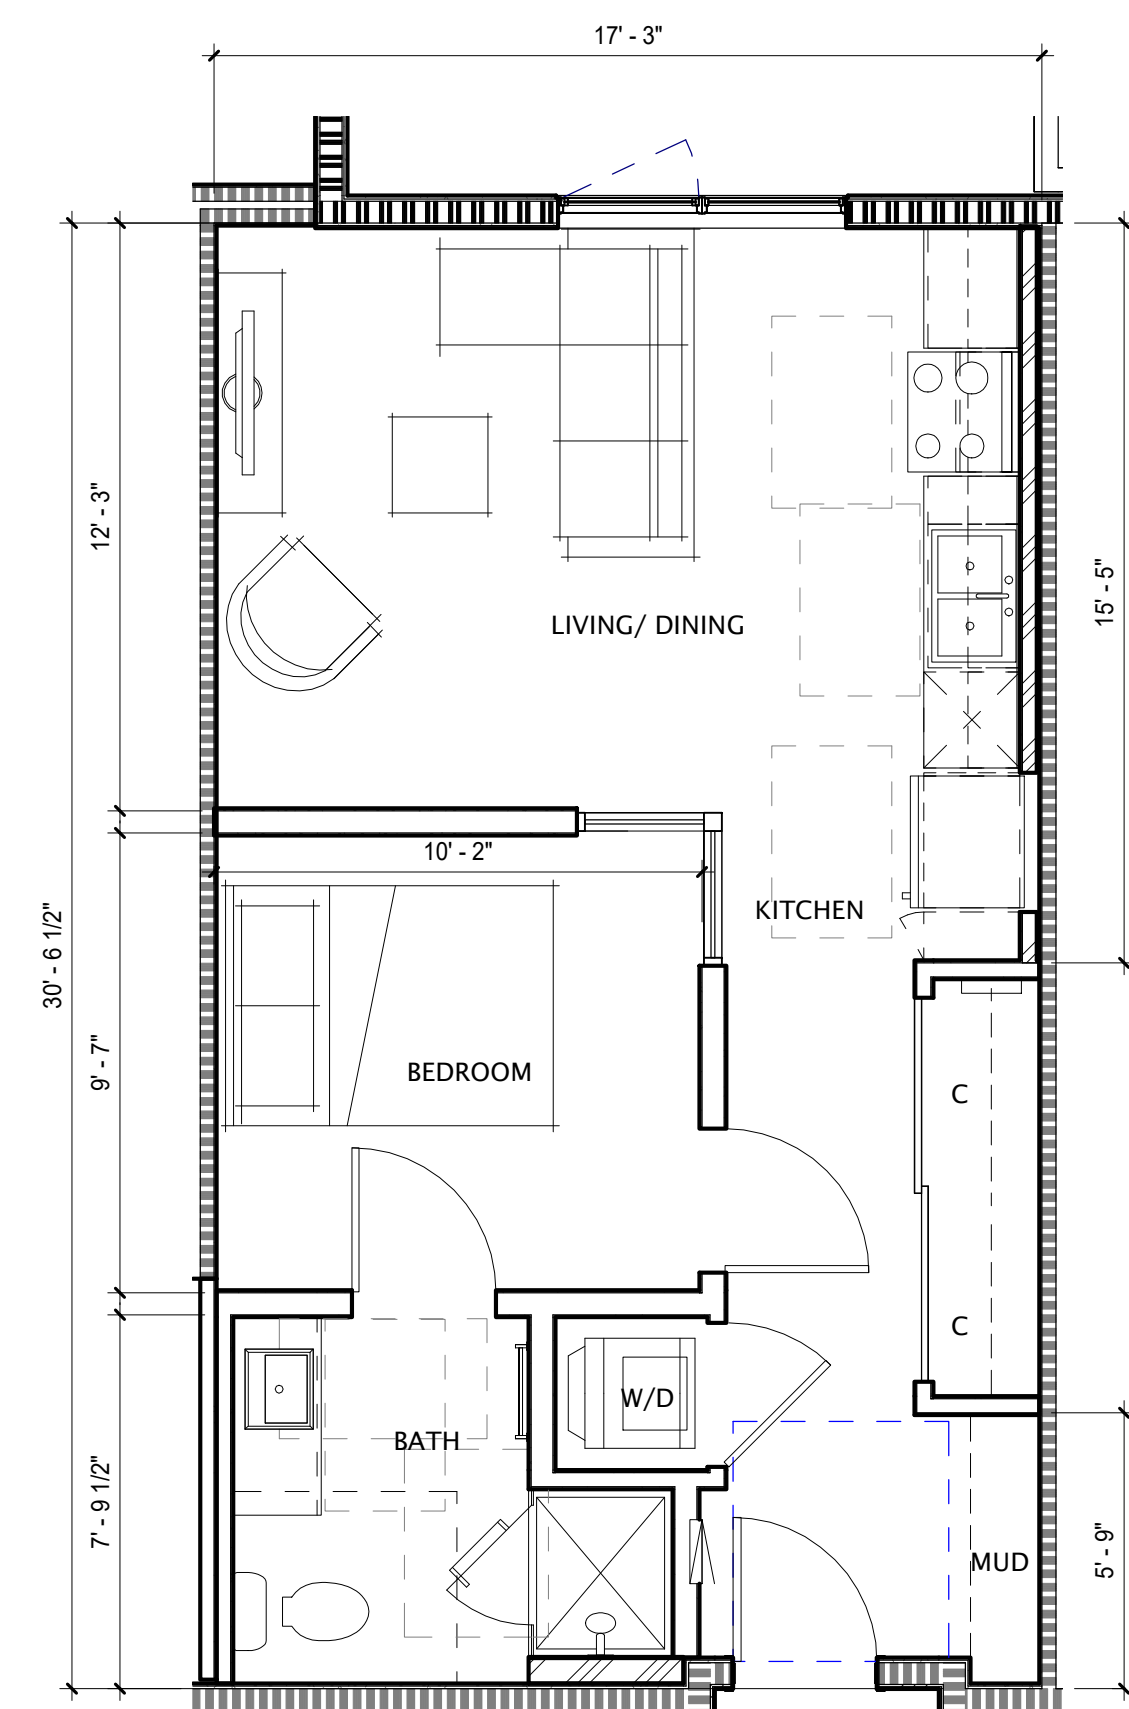 17' - 3"
12' - 3"
15' - 5"
LIVING/ DINING
10' - 2"
KITCHEN
30' - 6 1/2"
9' - 7"
BEDROOM
C
C
W/D
BATH
7' - 9 1/2"
MUD
5' - 9"